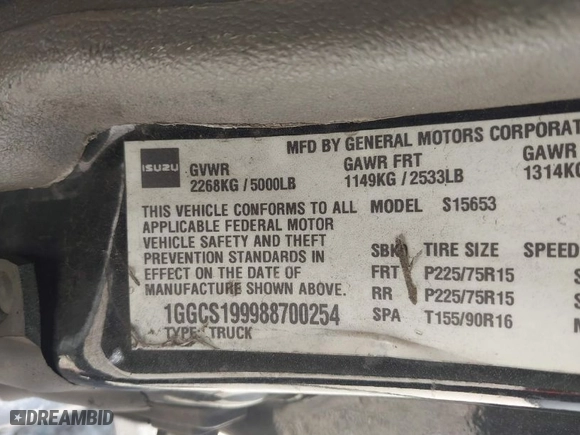 MFD BY GENERAL MOTORS CORPORAT
ISUZU
GVWR GAWR FRT GAWR
2268KG / 5000LB 1149KG / 2533LB 1314KG
THIS VEHICLE CONFORMS TO ALL MODEL S15653
APPLICABLE FEDERAL MOTOR
VEHICLE SAFETY AND THEFT
PREVENTION STANDARDS IN
EFFECT ON THE DATE OF
MANUFACTURE SHOWN ABOVE.
1GGCS199988700254
TYPE: TRUCK
TIRE SIZE SPEED
FRT P225/75R15
RR P225/75R15
SPA T155/90R16
DREAMBID